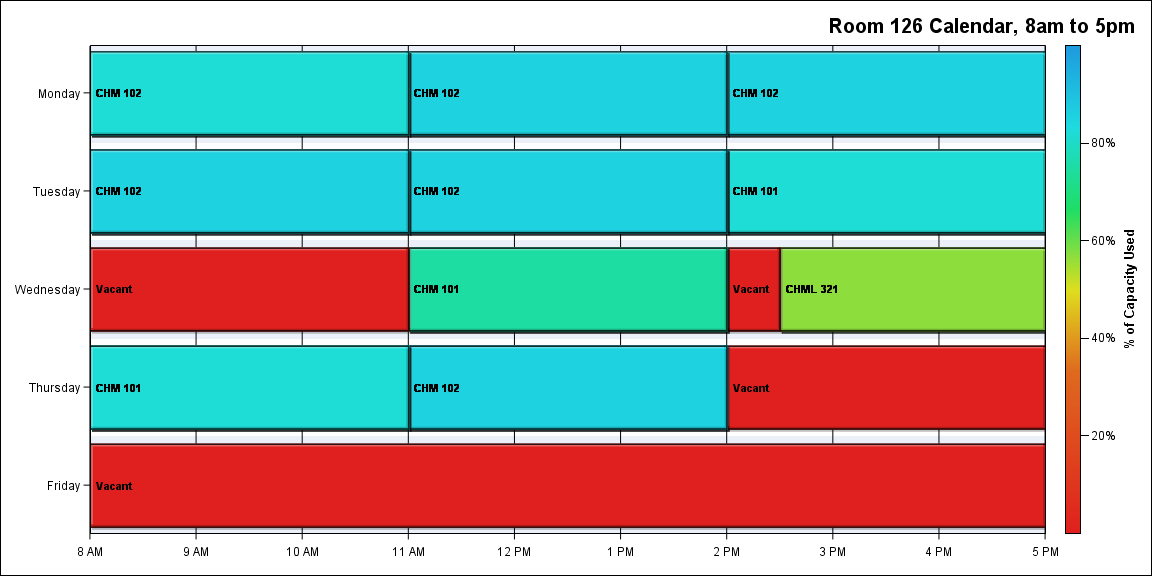 Room 126 Calendar, 8am to 5pm
Monday
CHM 102
CHM 102
CHM 102
Tuesday
CHM 102
CHM 102
CHM 101
Wednesday
Vacant
CHM 101
Vacant
CHML 321
Thursday
CHM 101
CHM 102
Vacant
Friday
Vacant
8 AM
9 AM
10 AM
11 AM
12 PM
1 PM
2 PM
3 PM
4 PM
5 PM
80%
60%
40%
20%
% of Capacity Used